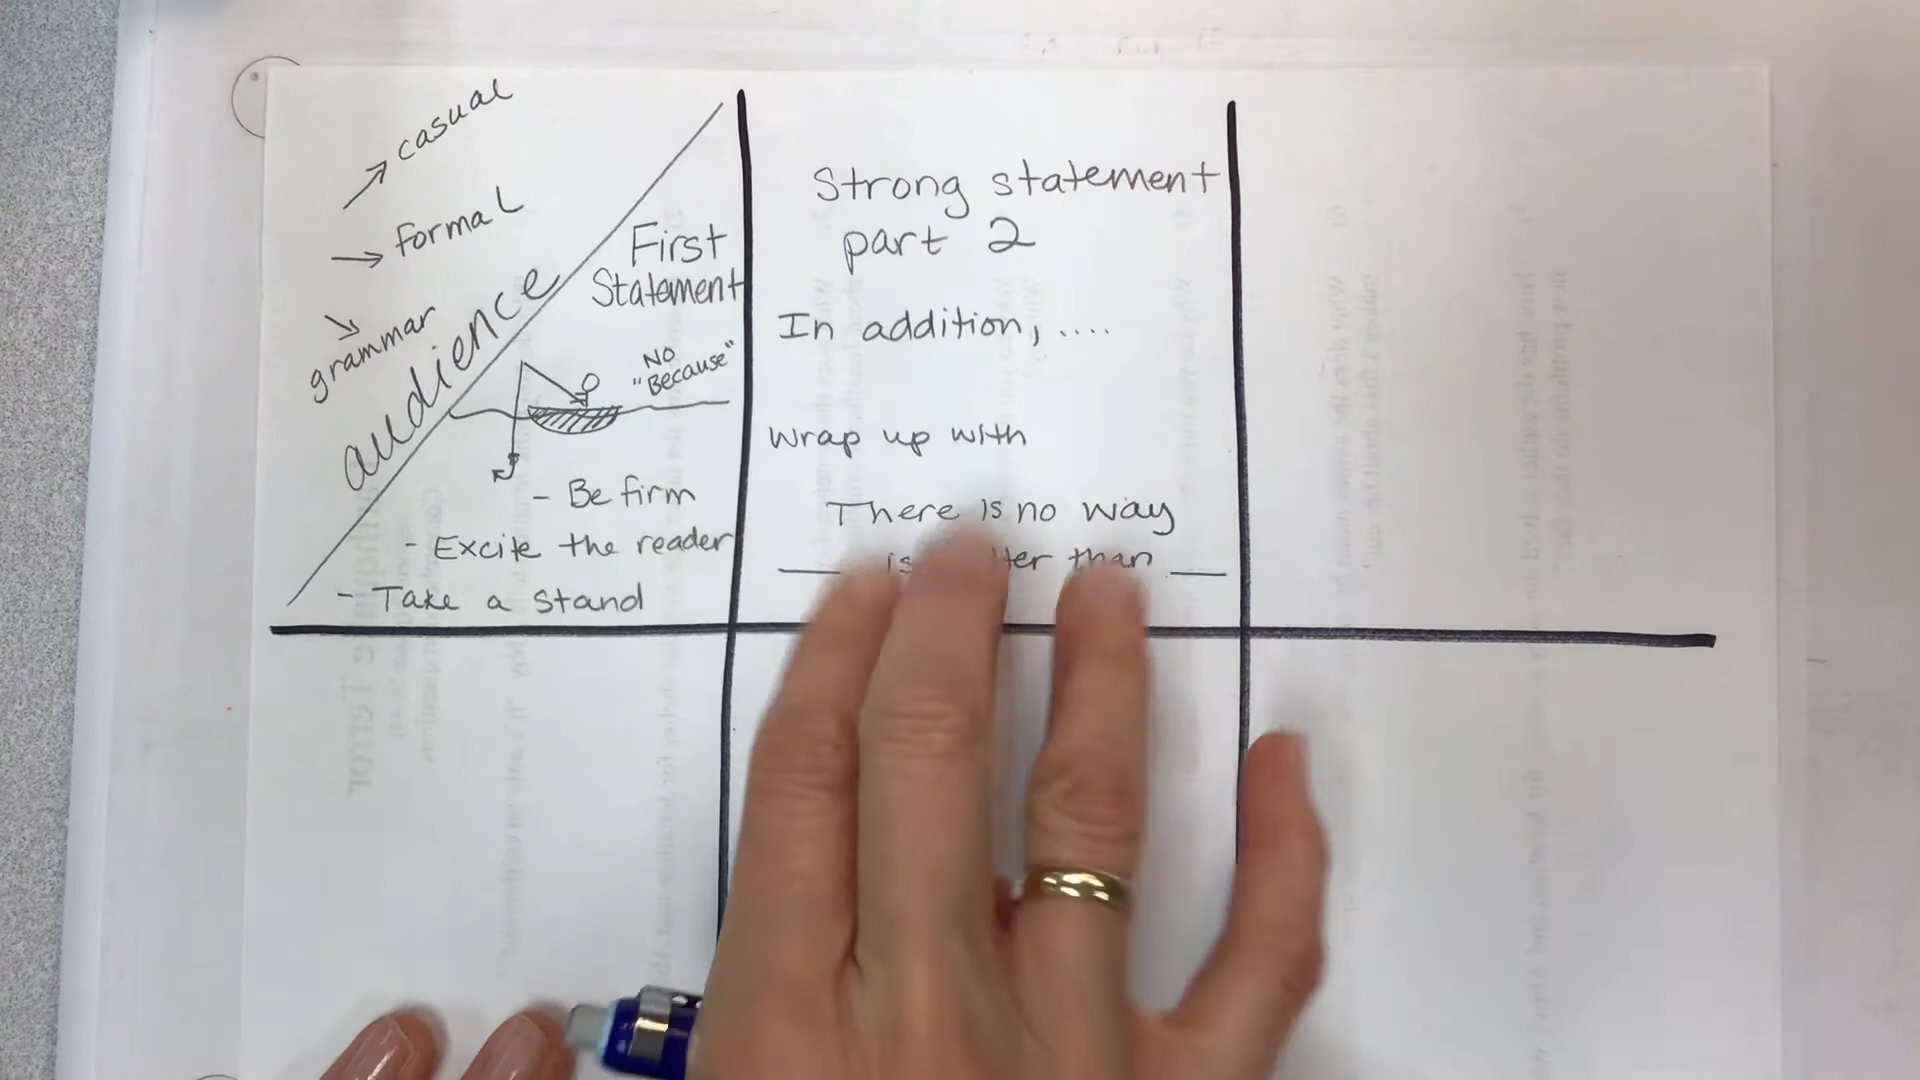 casual
formal
grammar
audience
First
Statement
NO
"Because"
- Be firm
- Excite the reader
- Take a stand
Strong statement
part 2
In addition, ....
Wrap up with
There is no way
is than